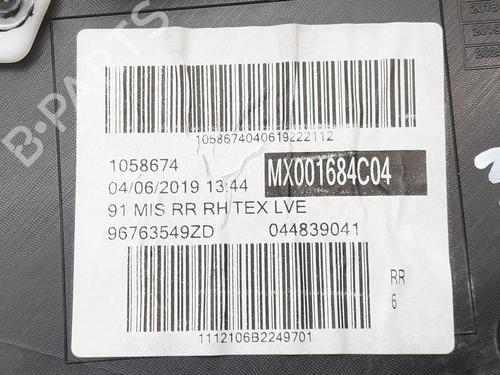 1058674040619222112
1058674
04/06/2019 13:44
MX001684C04
91 MIS RR RH TEX LVE
96763549ZD
044839041
RR
6
1112106B2249701
B-PARTS